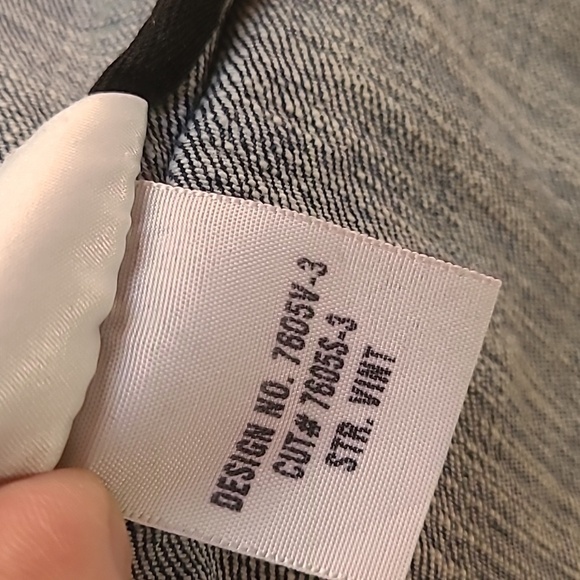 DESIGN NO. 7605V-3
CUT# 7605S-3
STR. VINT